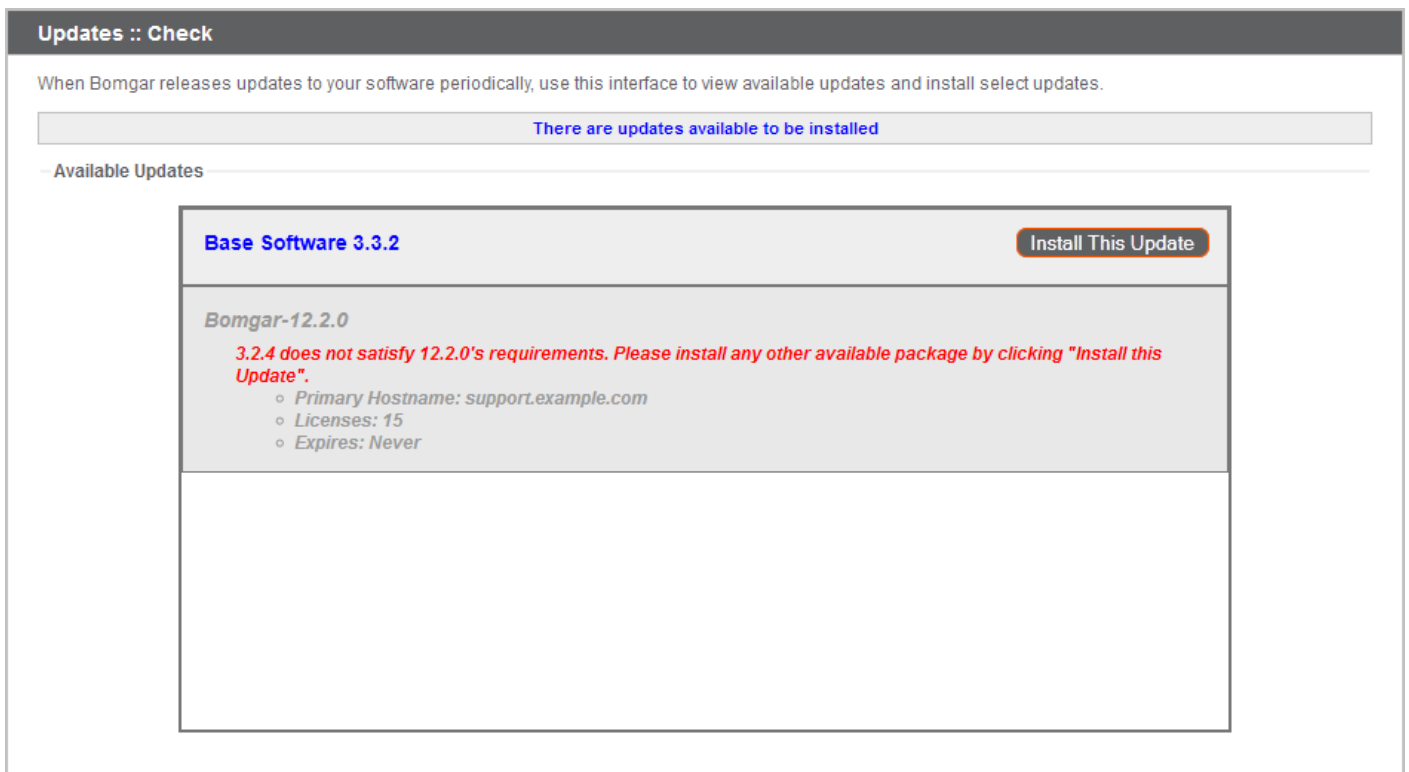 Updates :: Check
When Bomgar releases updates to your software periodically, use this interface to view available updates and install select updates.
There are updates available to be installed
Available Updates
Base Software 3.3.2
Install This Update
Bomgar-12.2.0
3.2.4 does not satisfy 12.2.0's requirements. Please install any other available package by clicking "Install this
Update".
Primary Hostname: support.example.com
Licenses: 15
Expires: Never